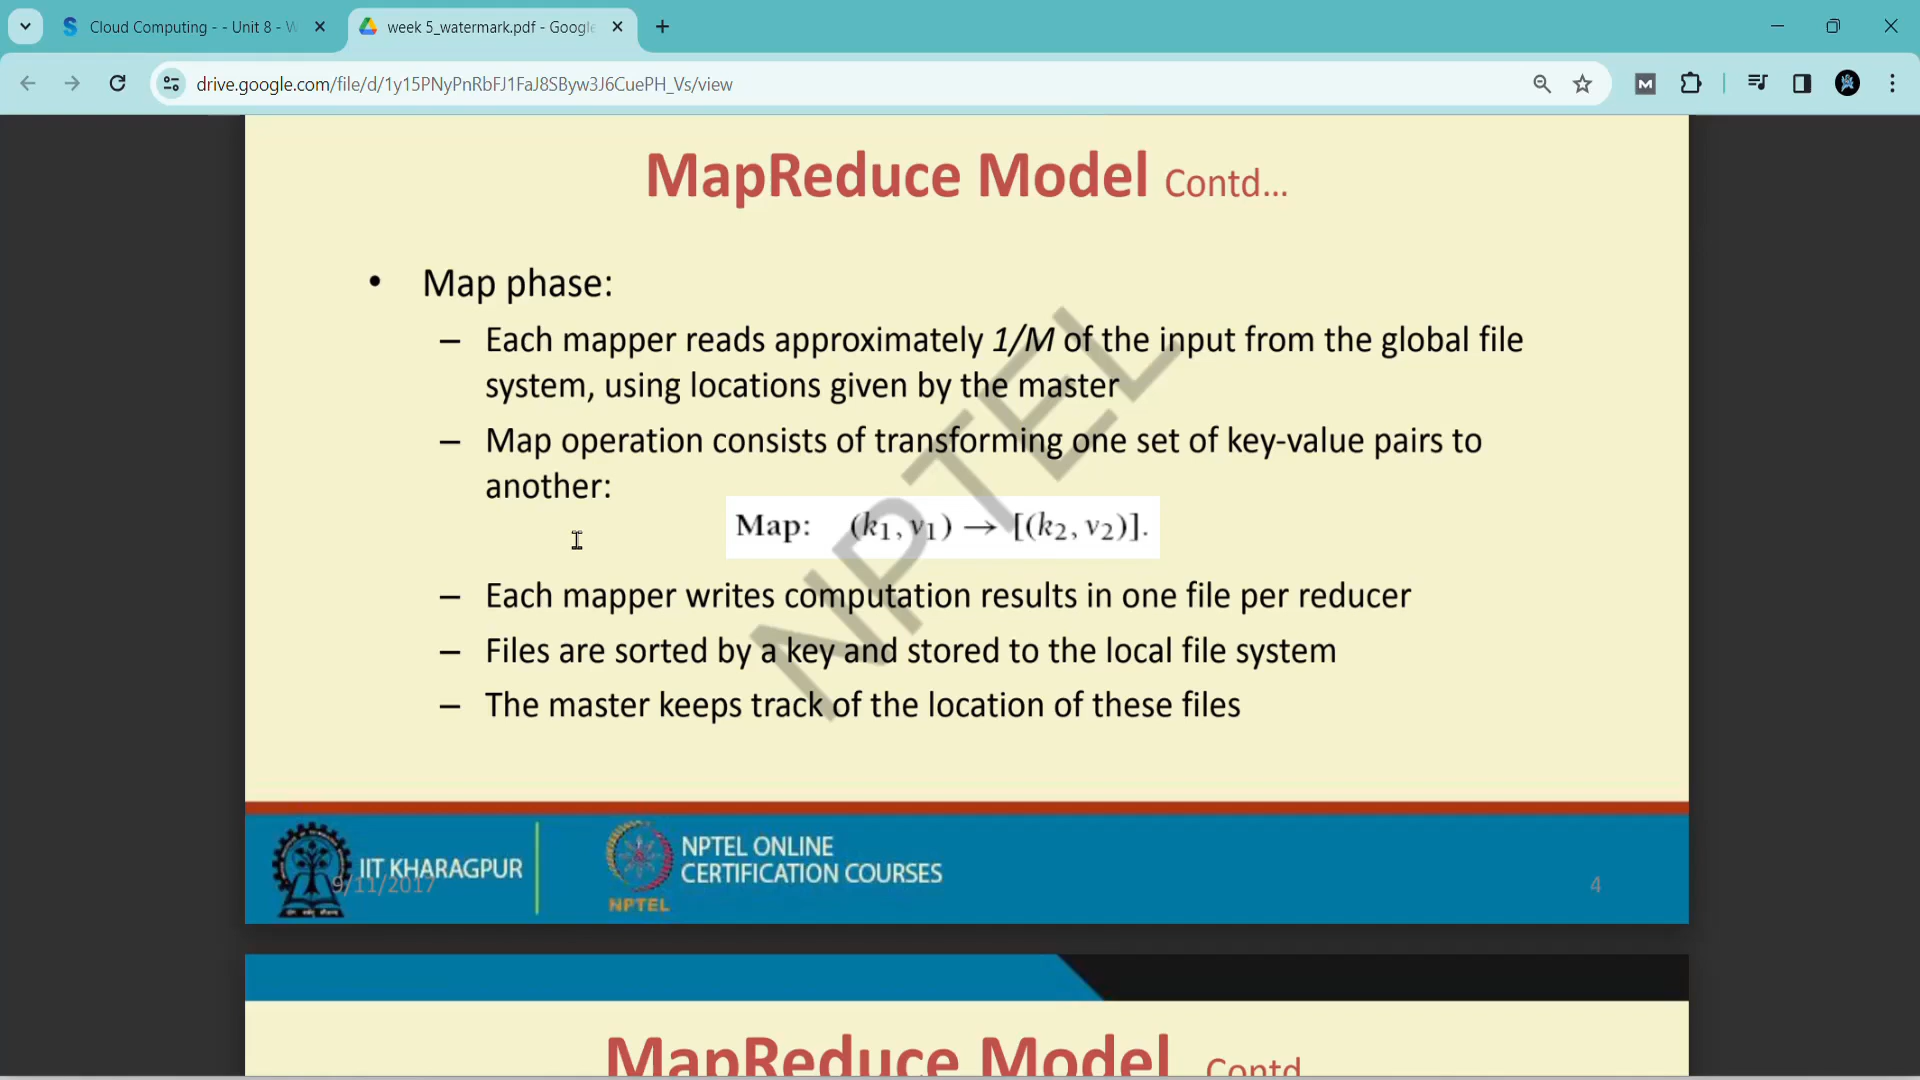 Cloud Computing - - Unit 8 - W
week 5_watermark.pdf - Google
drive.google.com/file/d/1y15PNyPnRbFJ1FaJ8SByw3J6CuePH_Vs/view
M
MapReduce Model Contd...
• Map phase:
– Each mapper reads approximately 1/M of the input from the global file
system, using locations given by the master
– Map operation consists of transforming one set of key-value pairs to
another:
Map: (k1, v1) → [(k2, v2)].
– Each mapper writes computation results in one file per reducer
– Files are sorted by a key and stored to the local file system
– The master keeps track of the location of these files
NPTEL
IIT KHARAGPUR
9/11/2017
NPTEL ONLINE
CERTIFICATION COURSES
NPTEL
4
MapReduce Model Contd